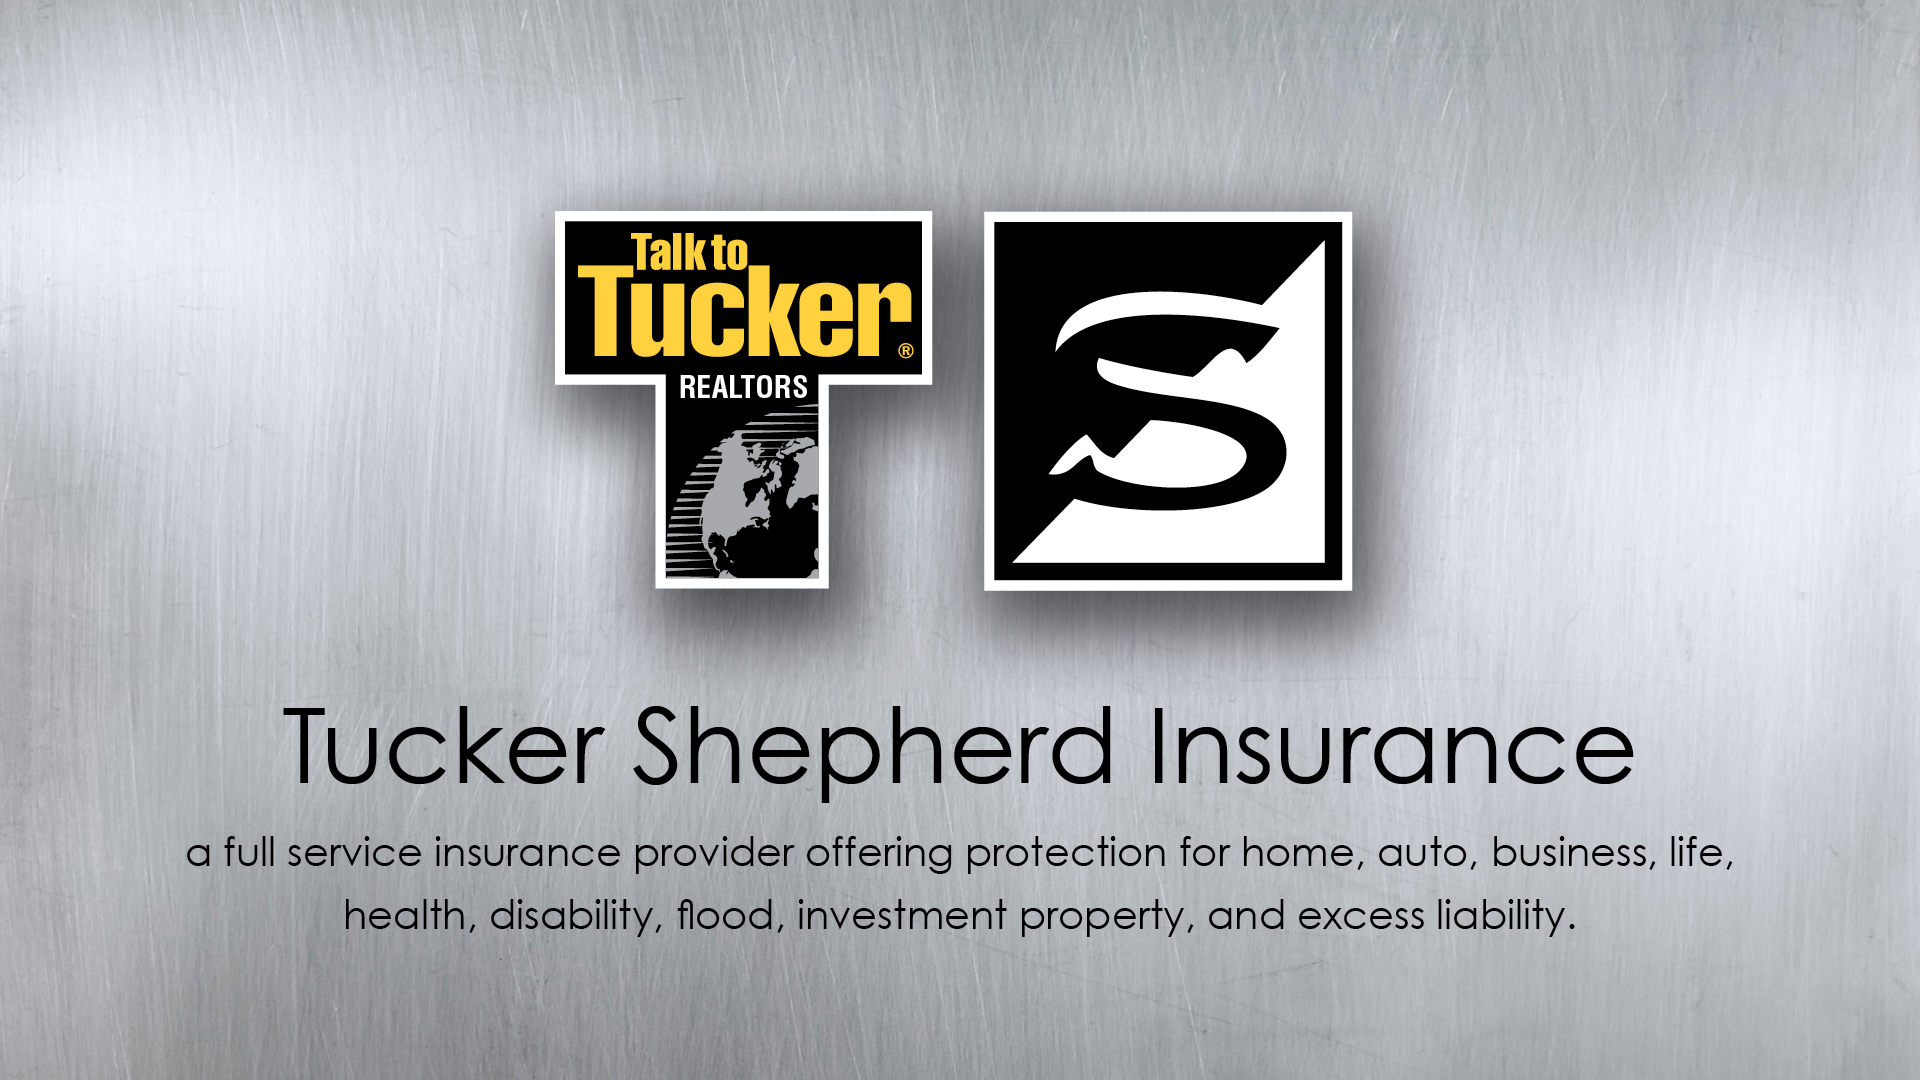 Talk to
Tucker®
REALTORS
S
Tucker Shepherd Insurance
a full service insurance provider offering protection for home, auto, business, life,
health, disability, flood, investment property, and excess liability.